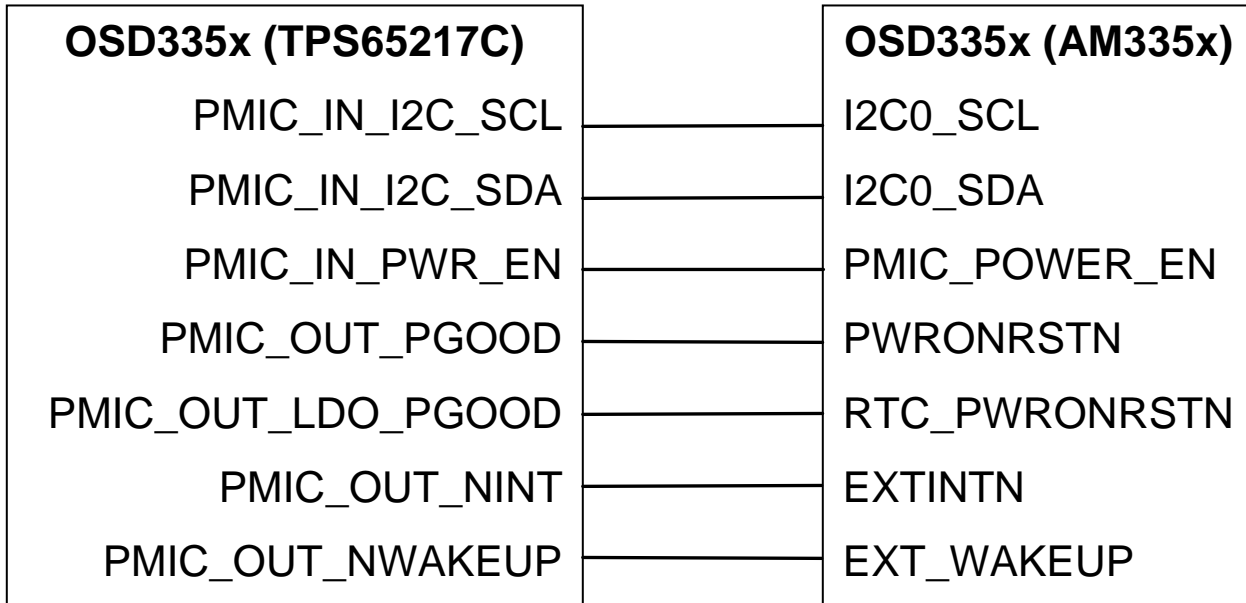 OSD335x (TPS65217C) OSD335x (AM335x)
PMIC_IN_I2C_SCL I2C0_SCL
PMIC_IN_I2C_SDA I2C0_SDA
PMIC_IN_PWR_EN PMIC_POWER_EN
PMIC_OUT_PGOOD PWRONRSTN
PMIC_OUT_LDO_PGOOD RTC_PWRONRSTN
PMIC_OUT_NINT EXTINTN
PMIC_OUT_NWAKEUP EXT_WAKEUP